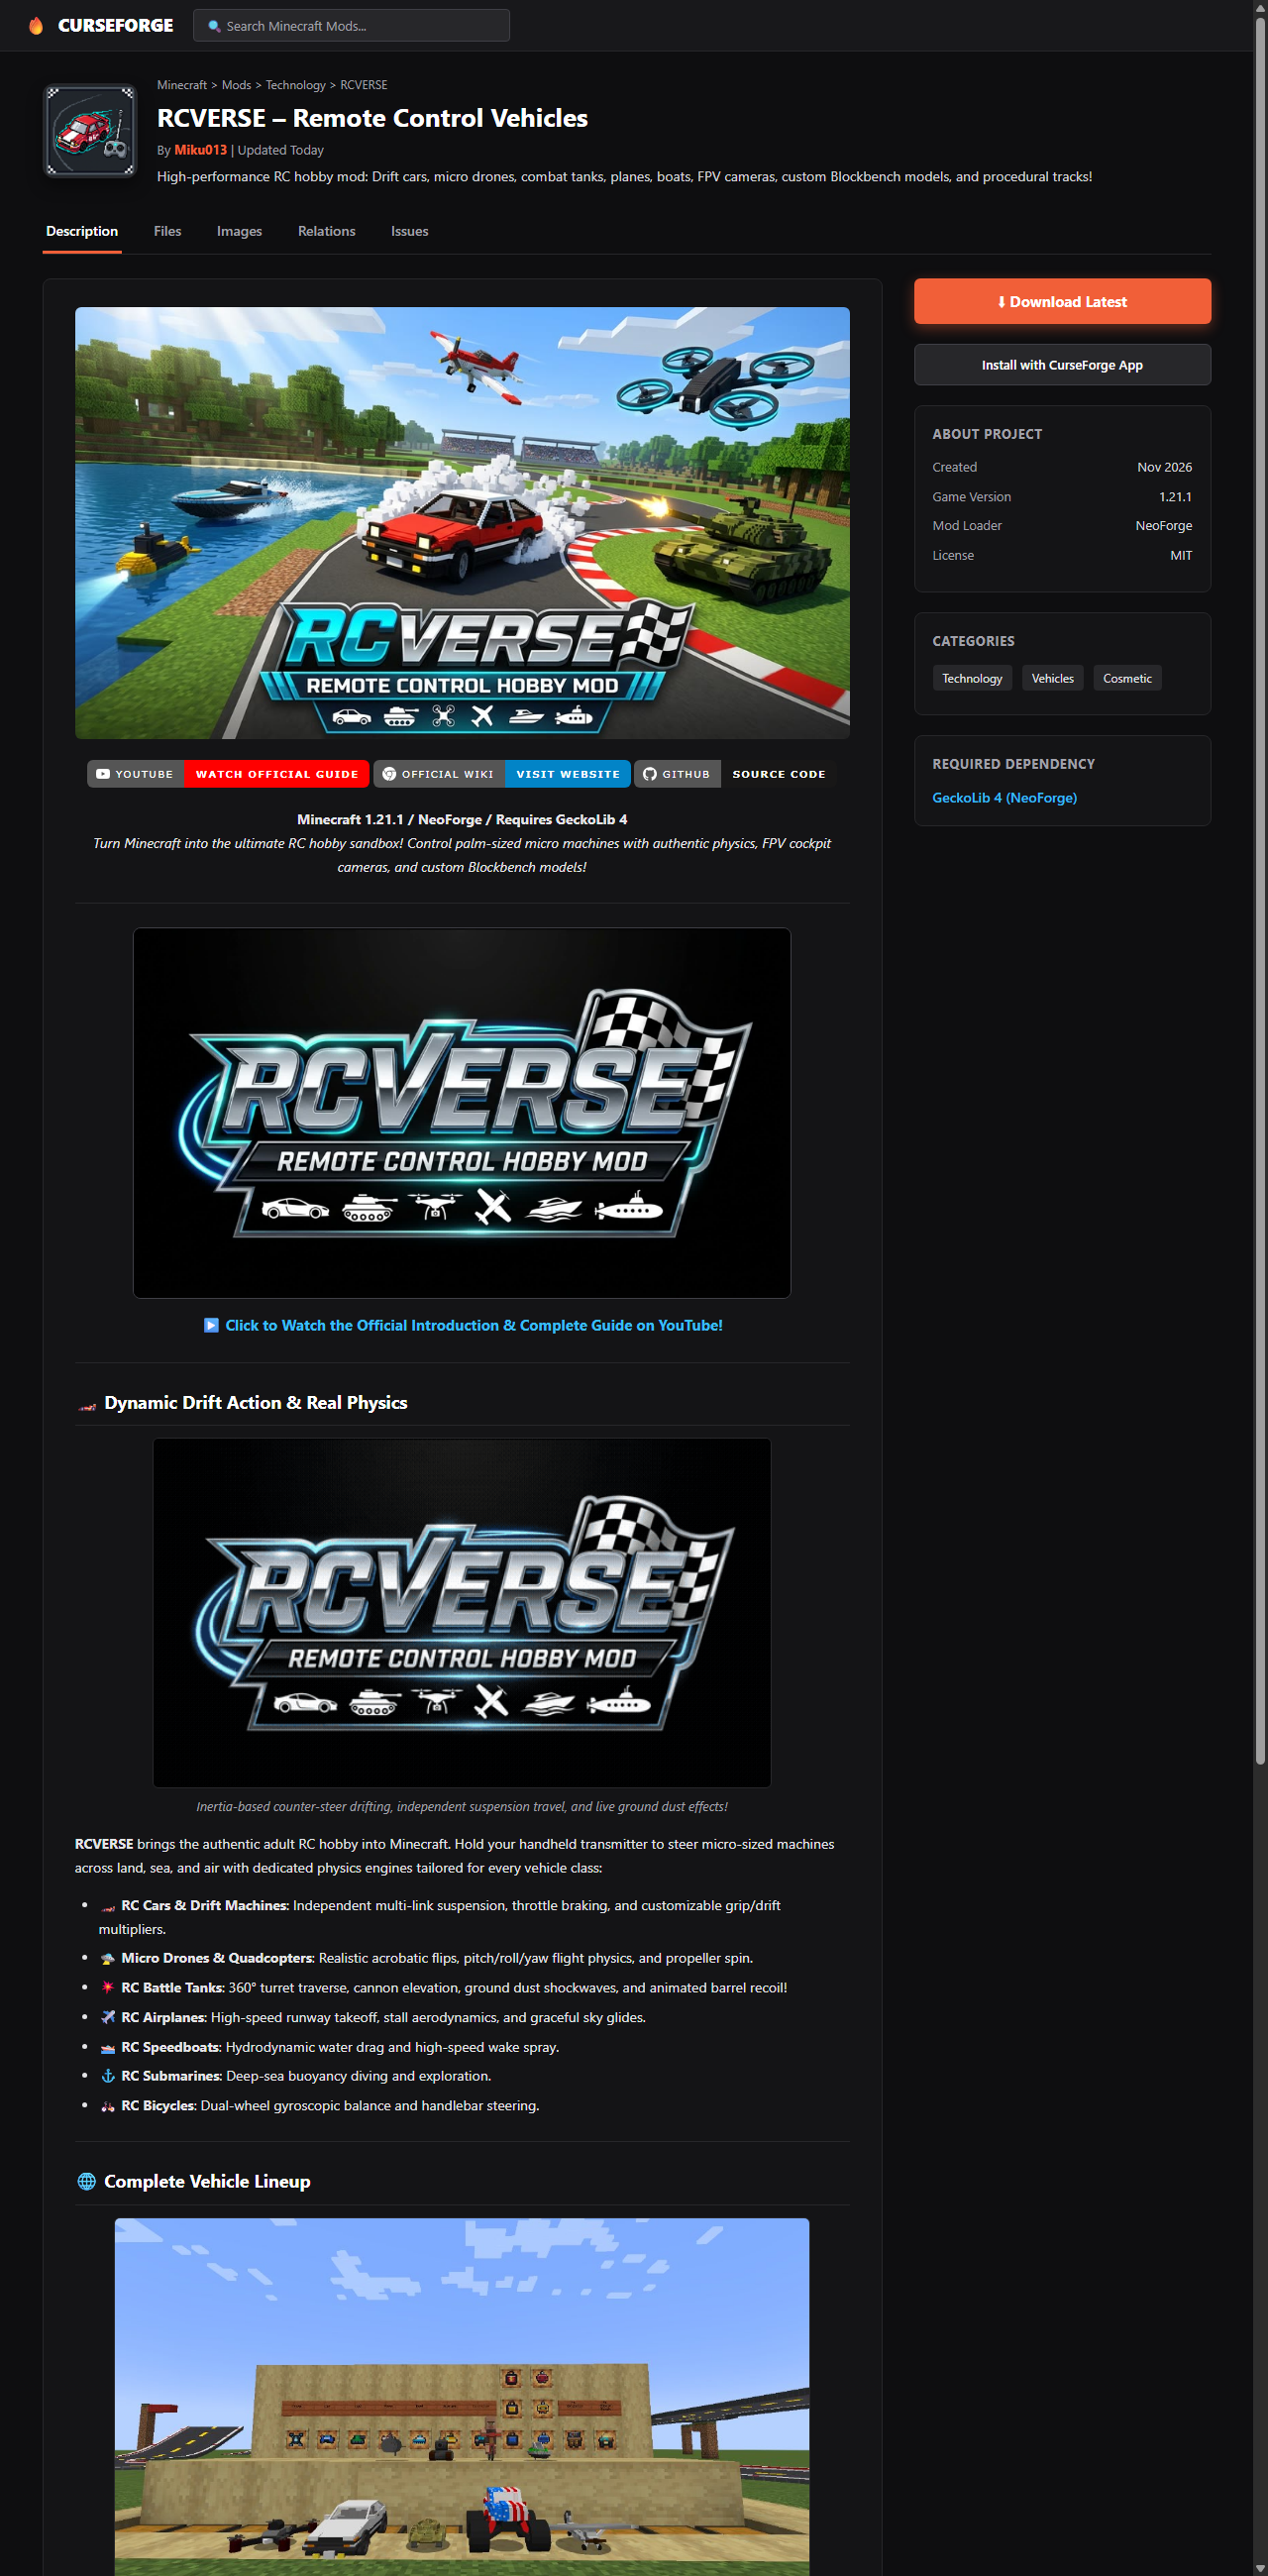 CURSEFORGE
Search Minecraft Mods...
Minecraft > Mods > Technology > RCVERSE
RCVERSE – Remote Control Vehicles
By Miku013 | Updated Today
High-performance RC hobby mod: Drift cars, micro drones, combat tanks, planes, boats, FPV cameras, custom Blockbench models, and procedural tracks!
Description
Files
Images
Relations
Issues
RCVERSE
REMOTE CONTROL HOBBY MOD
YOUTUBE WATCH OFFICIAL GUIDE
OFFICIAL WIKI VISIT WEBSITE
GITHUB SOURCE CODE
Minecraft 1.21.1 / NeoForge / Requires GeckoLib 4
Turn Minecraft into the ultimate RC hobby sandbox! Control palm-sized micro machines with authentic physics, FPV cockpit
cameras, and custom Blockbench models!
RCVERSE
REMOTE CONTROL HOBBY MOD
Click to Watch the Official Introduction & Complete Guide on YouTube!
Dynamic Drift Action & Real Physics
RCVERSE
REMOTE CONTROL HOBBY MOD
Inertia-based counter-steer drifting, independent suspension travel, and live ground dust effects!
RCVERSE brings the authentic adult RC hobby into Minecraft. Hold your handheld transmitter to steer micro-sized machines
across land, sea, and air with dedicated physics engines tailored for every vehicle class:
• RC Cars & Drift Machines: Independent multi-link suspension, throttle braking, and customizable grip/drift
multipliers.
• Micro Drones & Quadcopters: Realistic acrobatic flips, pitch/roll/yaw flight physics, and propeller spin.
• RC Battle Tanks: 360° turret traverse, cannon elevation, ground dust shockwaves, and animated barrel recoil!
• RC Airplanes: High-speed runway takeoff, stall aerodynamics, and graceful sky glides.
• RC Speedboats: Hydrodynamic water drag and high-speed wake spray.
• RC Submarines: Deep-sea buoyancy diving and exploration.
• RC Bicycles: Dual-wheel gyroscopic balance and handlebar steering.
Complete Vehicle Lineup
Download Latest
Install with CurseForge App
ABOUT PROJECT
Created Nov 2026
Game Version 1.21.1
Mod Loader NeoForge
License MIT
CATEGORIES
Technology
Vehicles
Cosmetic
REQUIRED DEPENDENCY
GeckoLib 4 (NeoForge)